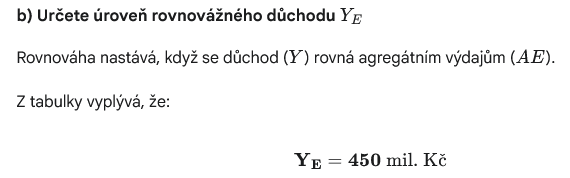 b) Určete úroveň rovnovážného důchodu Y_E
Rovnováha nastává, když se důchod (Y) rovná agregátním výdajům (AE).
Z tabulky vyplývá, že:
Y_E = 450 mil. Kč